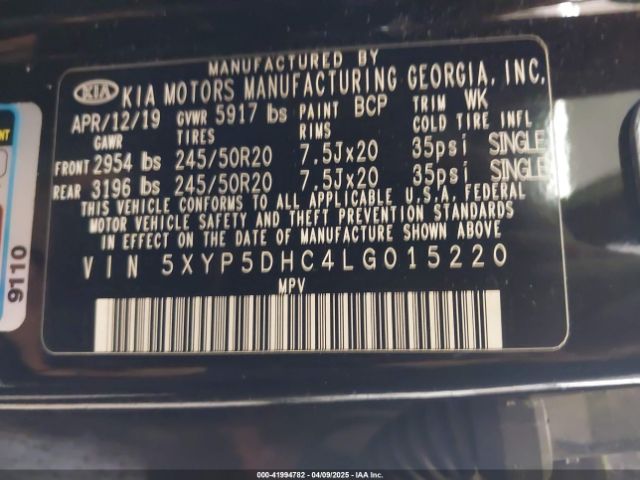 MANUFACTURED BY
KIA KIA MOTORS MANUFACTURING GEORGIA, INC.
APR/12/19 GVWR 5917 lbs PAINT BCP TRIM WK
GAWR TIRES RIMS COLD TIRE INFL
FRONT 2954 lbs 245/50R20 7.5Jx20 35psi SINGLE
REAR 3196 lbs 245/50R20 7.5Jx20 35psi SINGLE
THIS VEHICLE CONFORMS TO ALL APPLICABLE U.S.A. FEDERAL
MOTOR VEHICLE SAFETY AND THEFT PREVENTION STANDARDS
IN EFFECT ON THE DATE OF MANUFACTURE SHOWN ABOVE.
VIN 5XYP5DHC4LG015220
MPV
9110
000-41994782 | 04/09/2025 | IAA Inc.